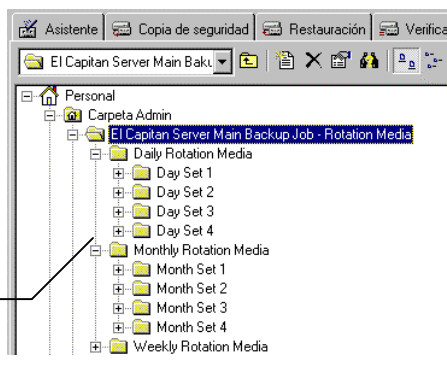 Asistente Copia de seguridad Restauración Verifica
El Capitan Server Main Baku
Personal
Carpeta Admin
El Capitan Server Main Backup Job - Rotation Media
Daily Rotation Media
Day Set 1
Day Set 2
Day Set 3
Day Set 4
Monthly Rotation Media
Month Set 1
Month Set 2
Month Set 3
Month Set 4
Weekly Rotation Media